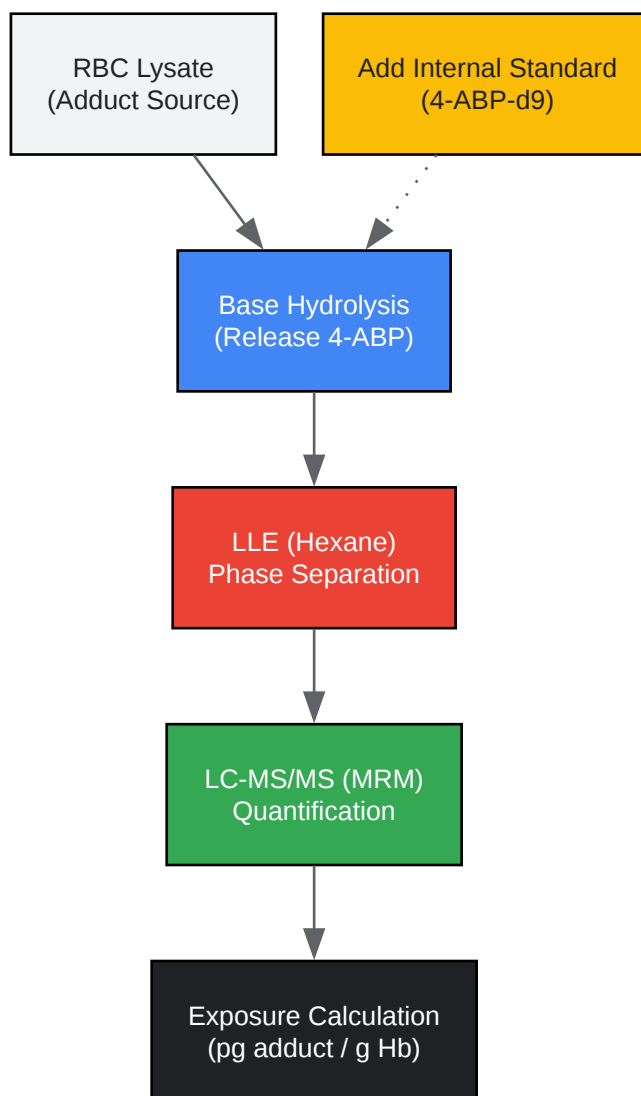 RBC Lysate
(Adduct Source)
Add Internal Standard
(4-ABP-d9)
Base Hydrolysis
(Release 4-ABP)
LLE (Hexane)
Phase Separation
LC-MS/MS (MRM)
Quantification
Exposure Calculation
(pg adduct / g Hb)